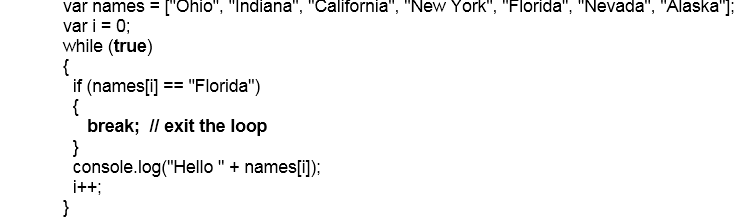 var names = ["Ohio", "Indiana", "California", "New York", "Florida", "Nevada", "Alaska"];
var i = 0;
while (true)
{
if (names[i] == "Florida")
{
break;  // exit the loop
}
console.log("Hello " + names[i]);
i++;
}